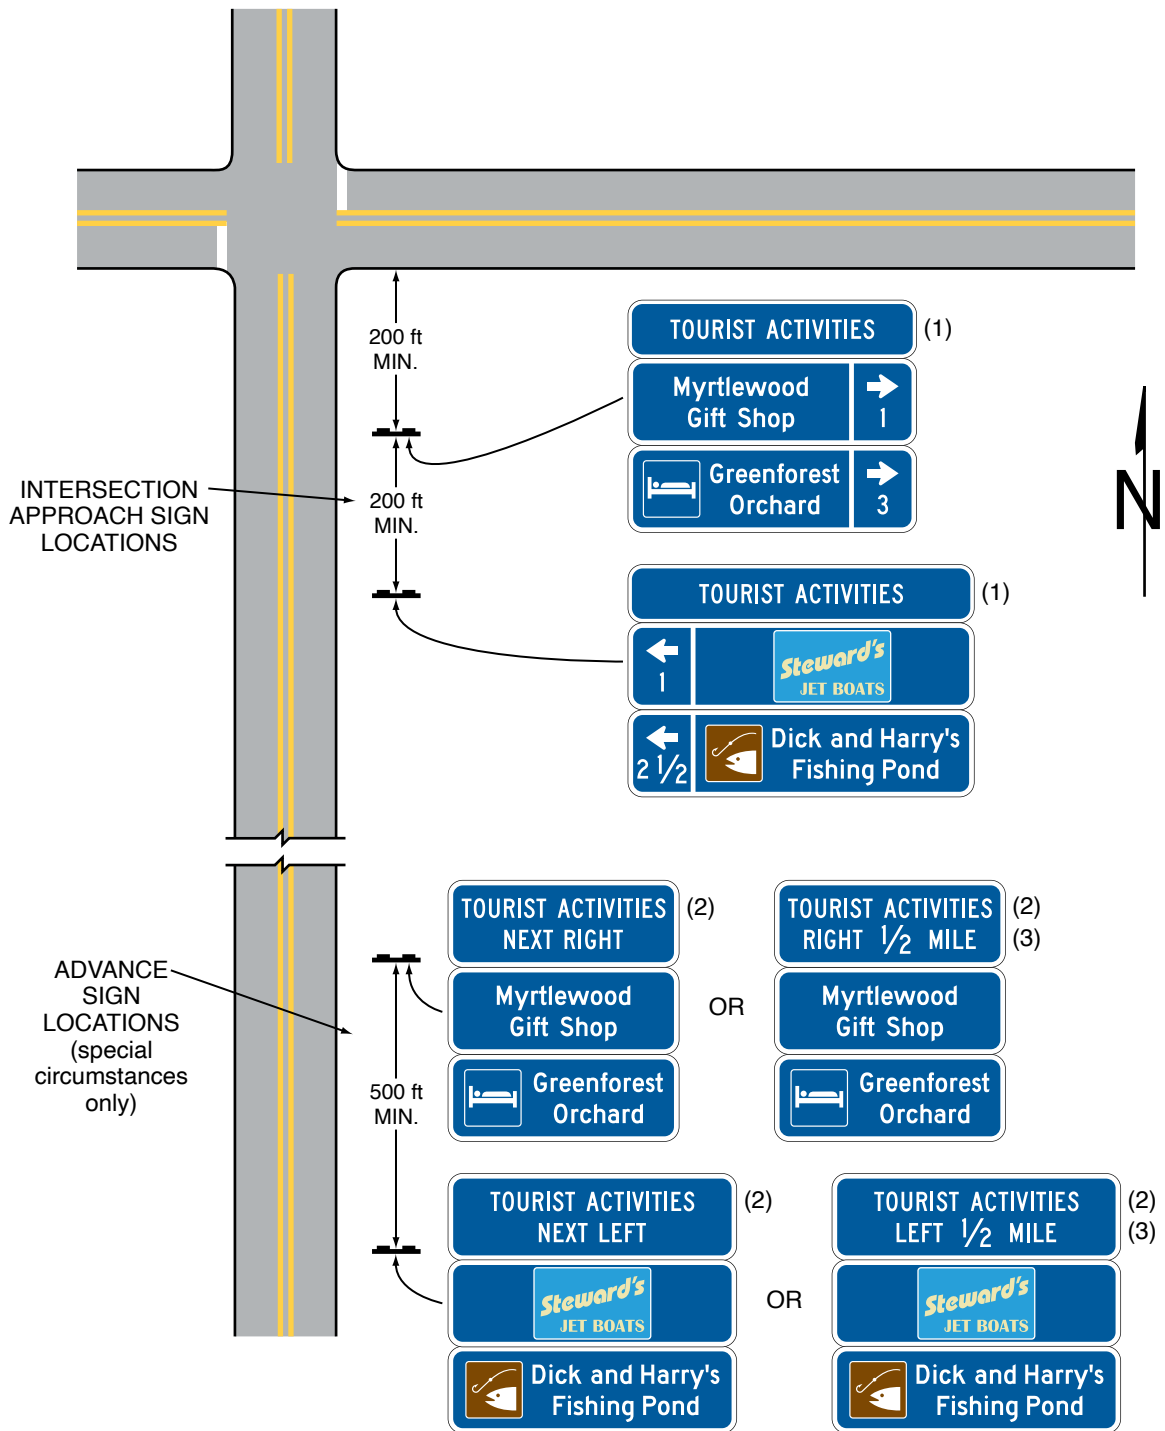 200 ft
MIN.
TOURIST ACTIVITIES (1)
Myrtlewood
Gift Shop
1
Greenforest
Orchard
3
N
INTERSECTION
APPROACH SIGN
LOCATIONS
200 ft
MIN.
TOURIST ACTIVITIES (1)
1
Steward's
JET BOATS
2 1/2
Dick and Harry's
Fishing Pond
ADVANCE
SIGN
LOCATIONS
(special
circumstances
only)
500 ft
MIN.
TOURIST ACTIVITIES (2)
NEXT RIGHT
Myrtlewood
Gift Shop
Greenforest
Orchard
OR
TOURIST ACTIVITIES (2)
RIGHT 1/2 MILE (3)
Myrtlewood
Gift Shop
Greenforest
Orchard
TOURIST ACTIVITIES (2)
NEXT LEFT
Steward's
JET BOATS
Dick and Harry's
Fishing Pond
OR
TOURIST ACTIVITIES (2)
LEFT 1/2 MILE (3)
Steward's
JET BOATS
Dick and Harry's
Fishing Pond